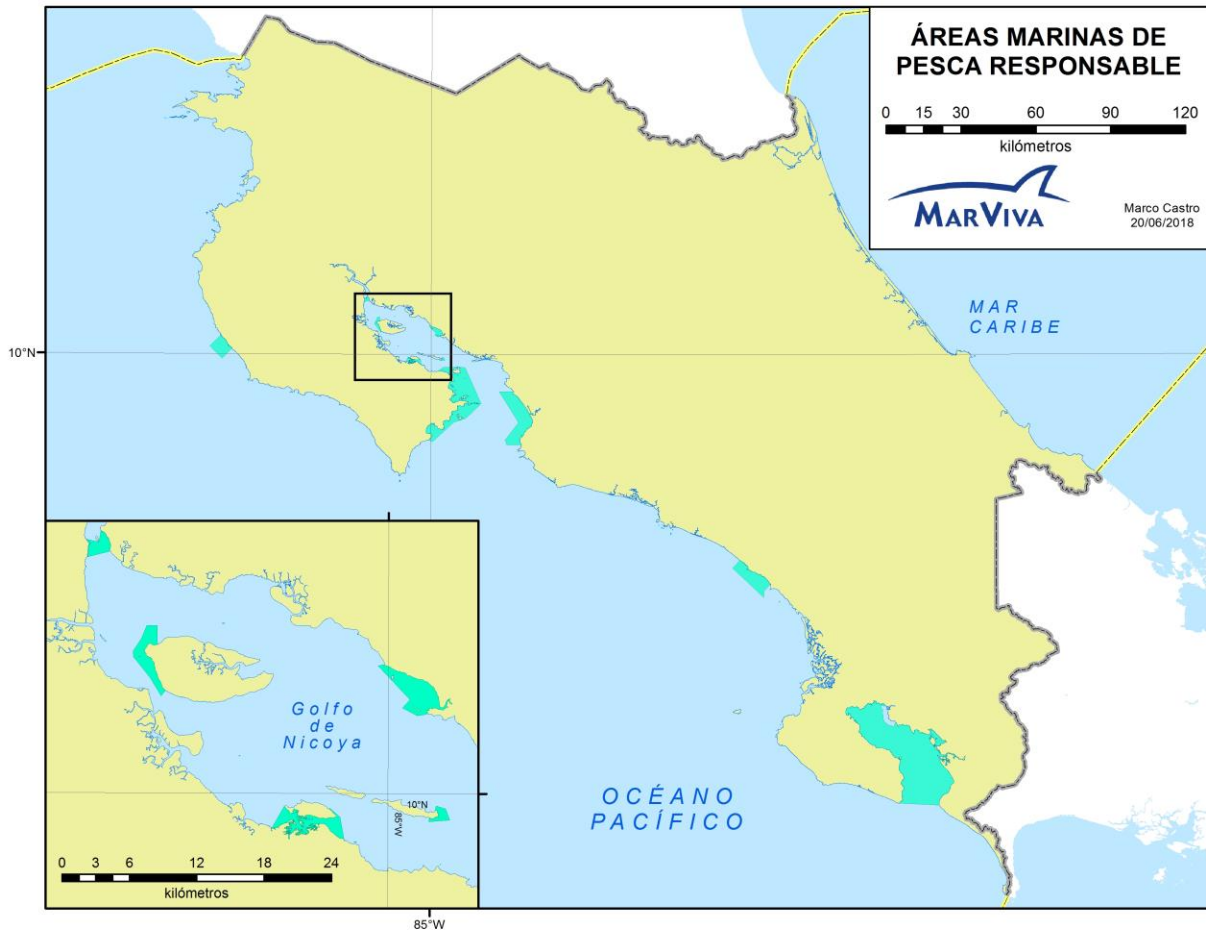 ÁREAS MARINAS DE
PESCA RESPONSABLE
0 15 30 60 90 120
kilómetros
MARVIVA
Marco Castro
20/06/2018
MAR
CARIBE
10°N
Golfo
de
Nicoya
10°N
85°W
OCÉANO
PACÍFICO
0 3 6 12 18 24
kilómetros
85°W